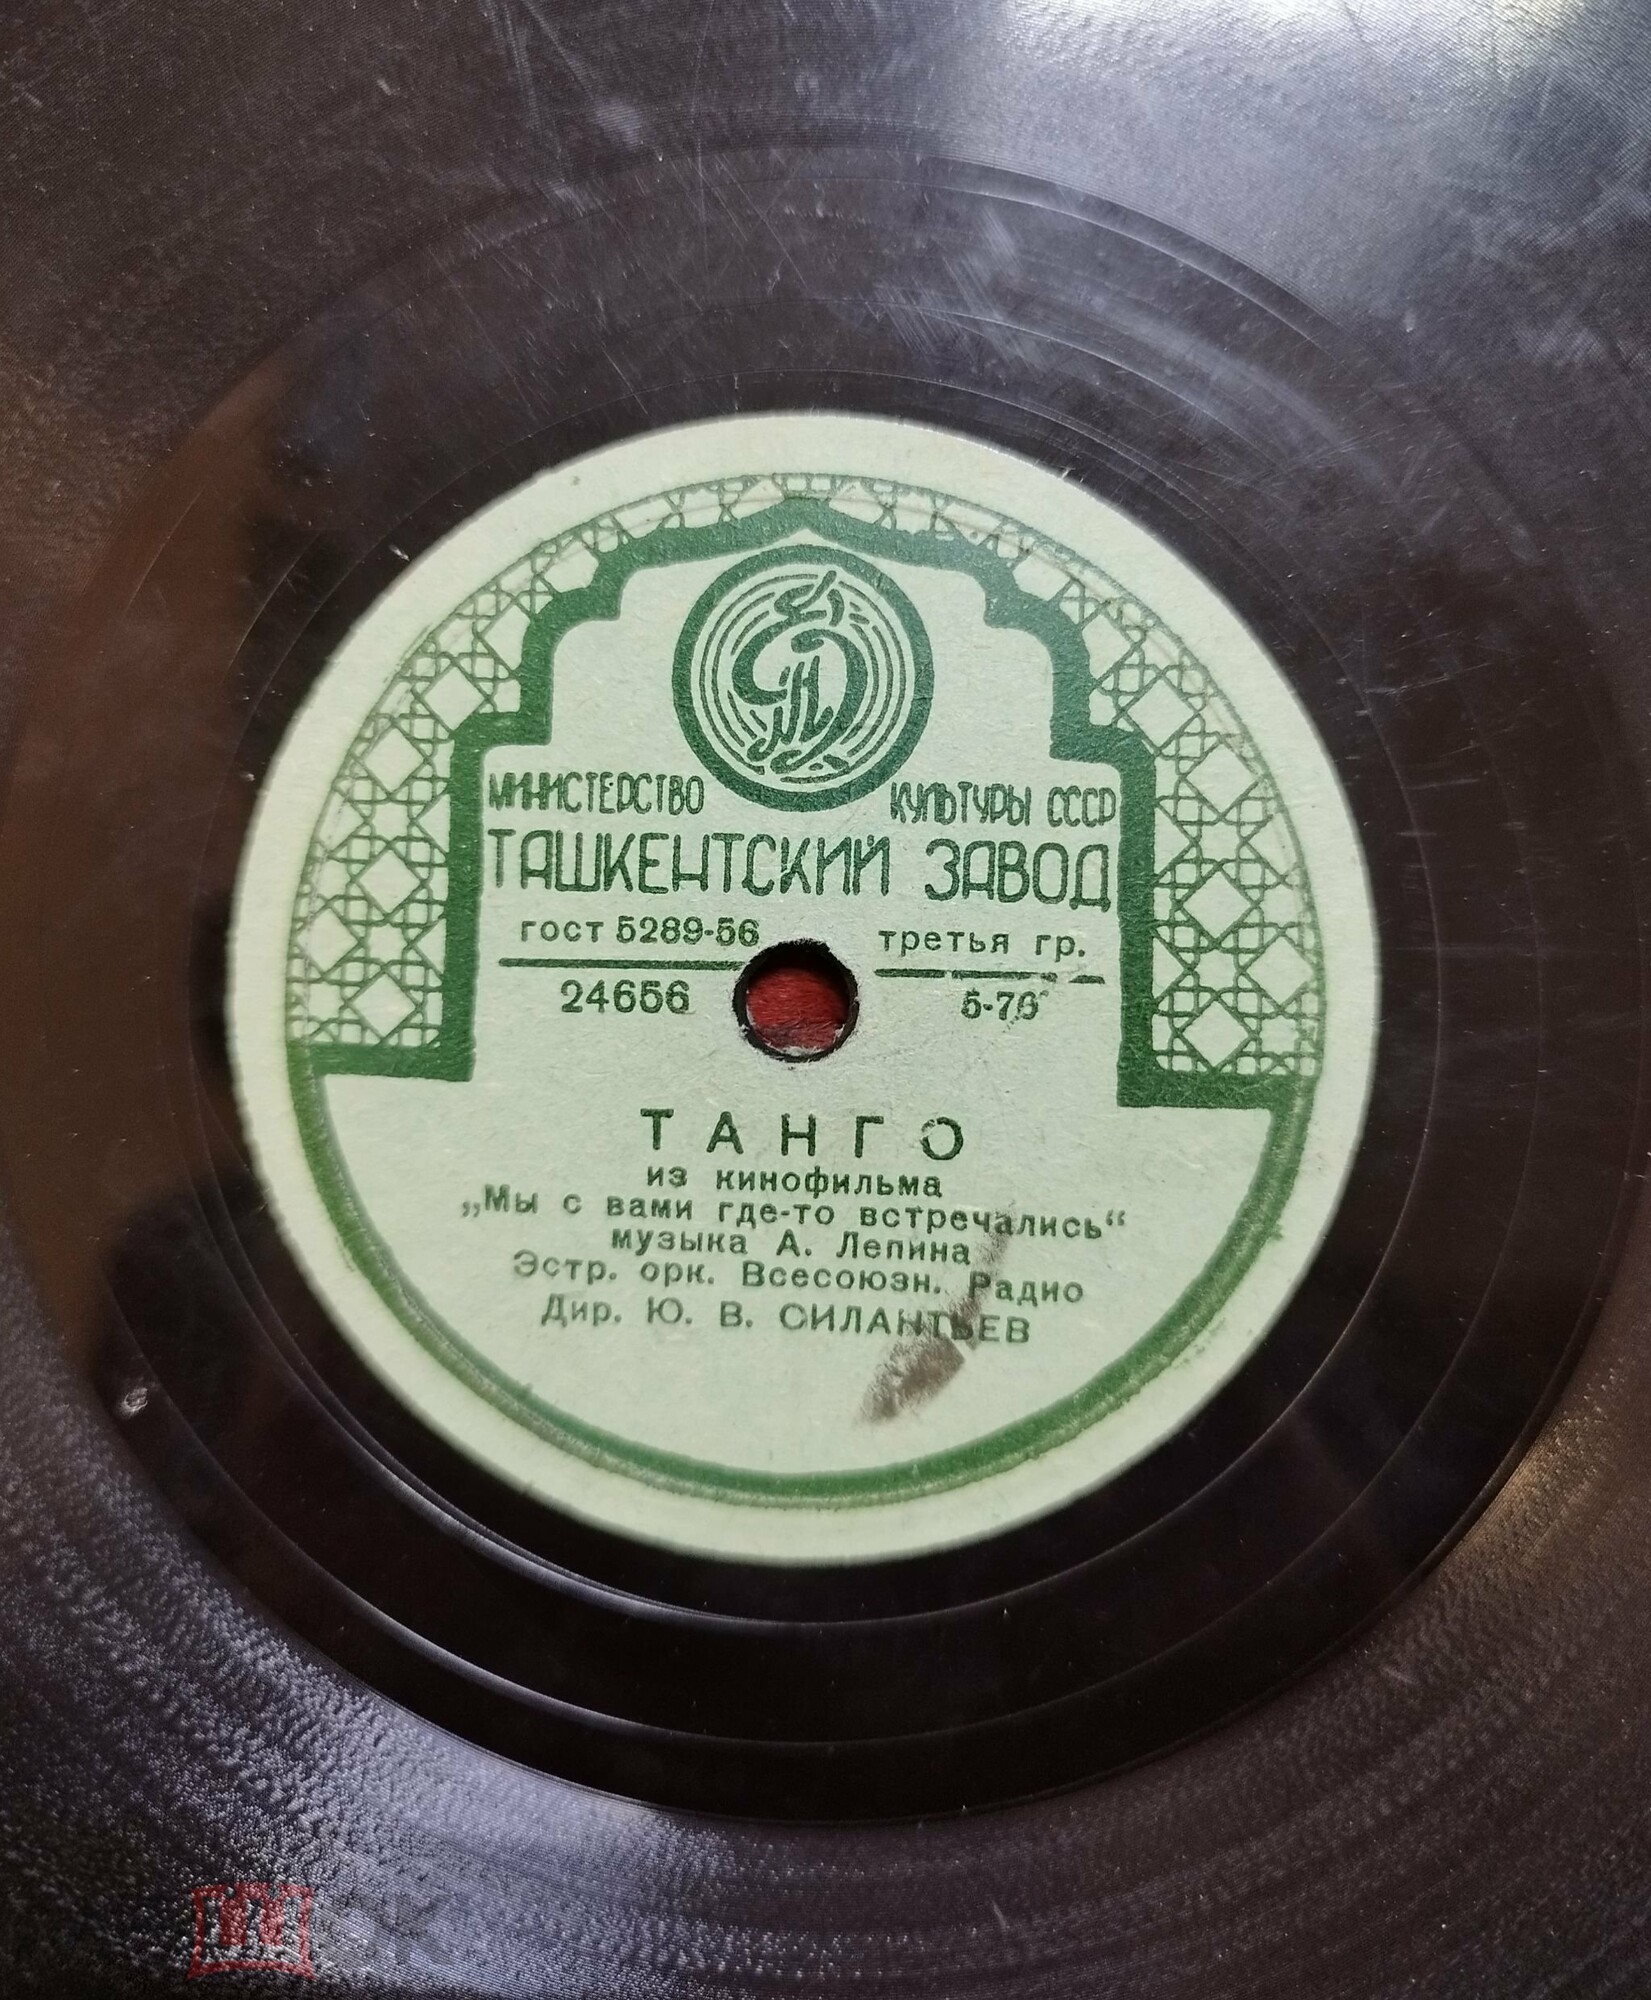 МИНИСТЕРСТВО КУЛЬТУРЫ СССР
ТАШКЕНТСКИЙ ЗАВОД
гост 5289-56 третья гр.
24656 5-76
ТАНГО
из кинофильма
„Мы с вами где-то встречались“
музыка А. Лепина
Эстр. орк. Всесоюзн. Радио
Дир. Ю. В. СИЛАНТЬЕВ